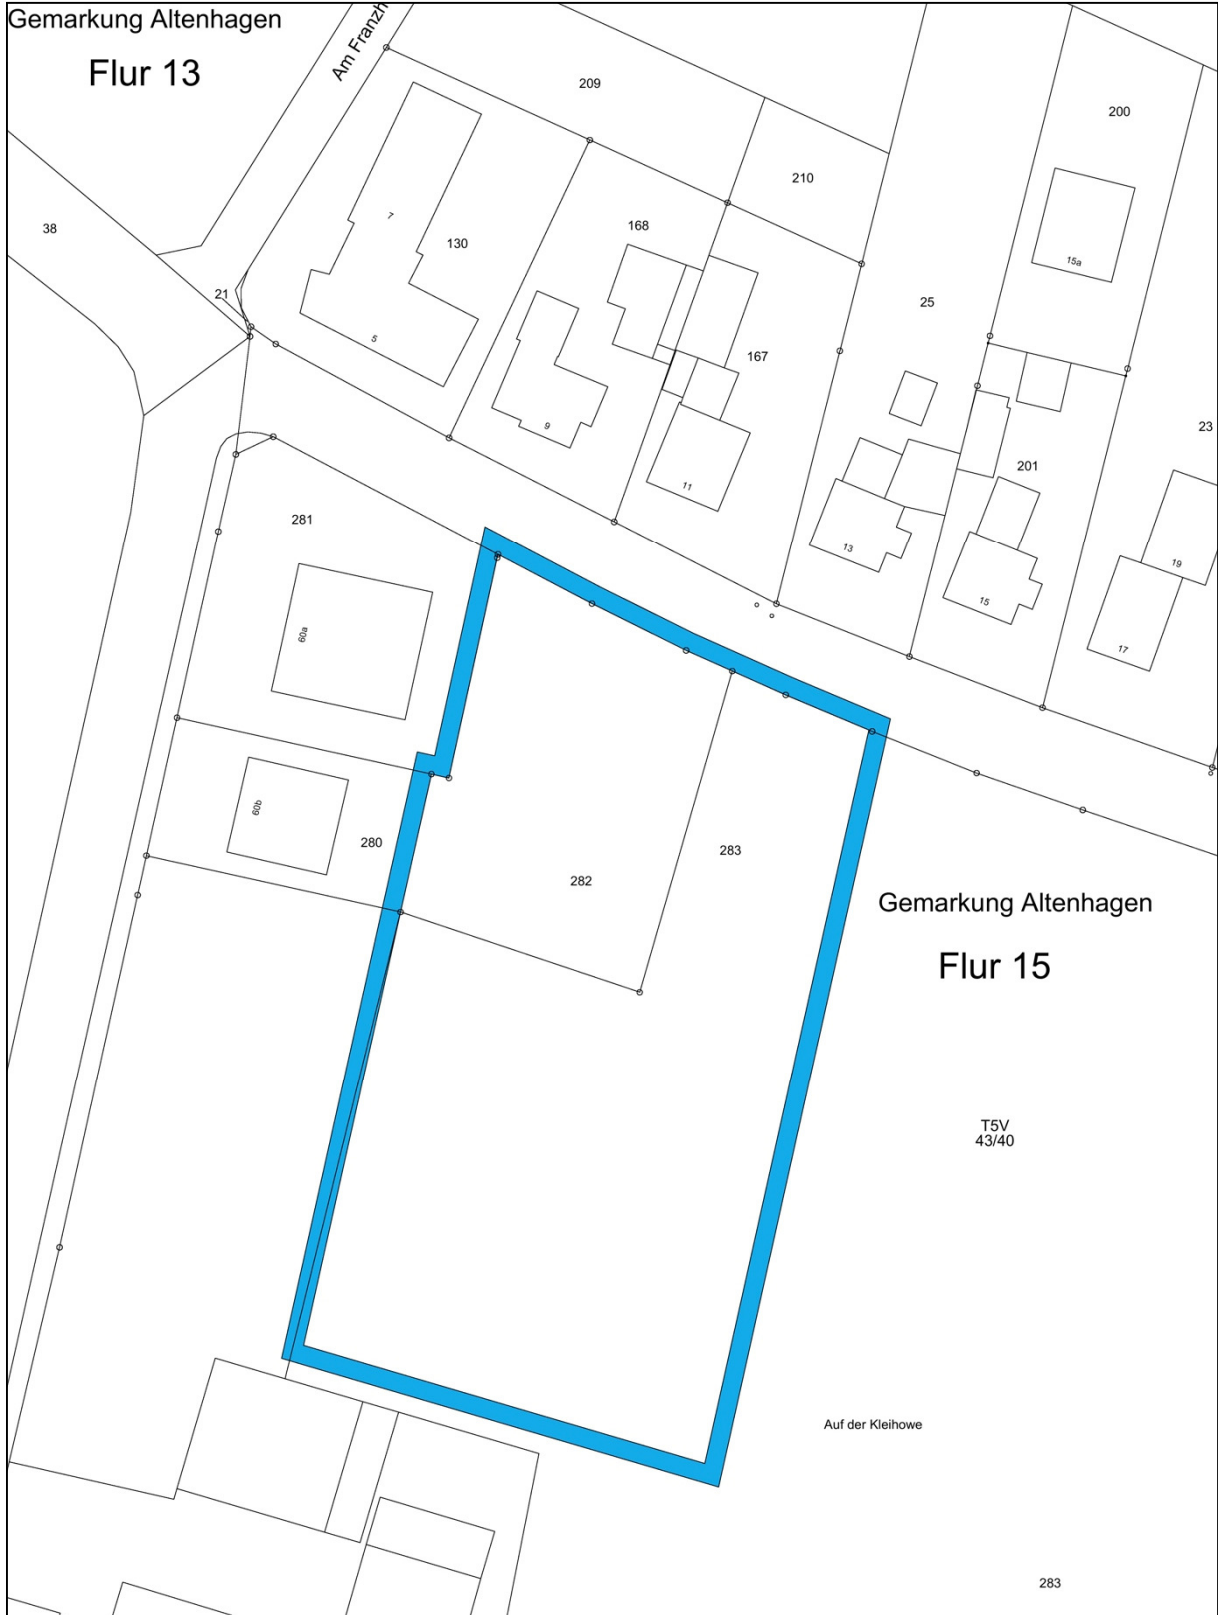 Gemarkung Altenhagen
Flur 13
Am Franzh
209
200
210
38
7
130
168
15a
21
25
5
167
9
23
11
201
281
13
19
15
60a
17
60b
280
283
282
Gemarkung Altenhagen
Flur 15
T5V
43/40
Auf der Kleihowe
283